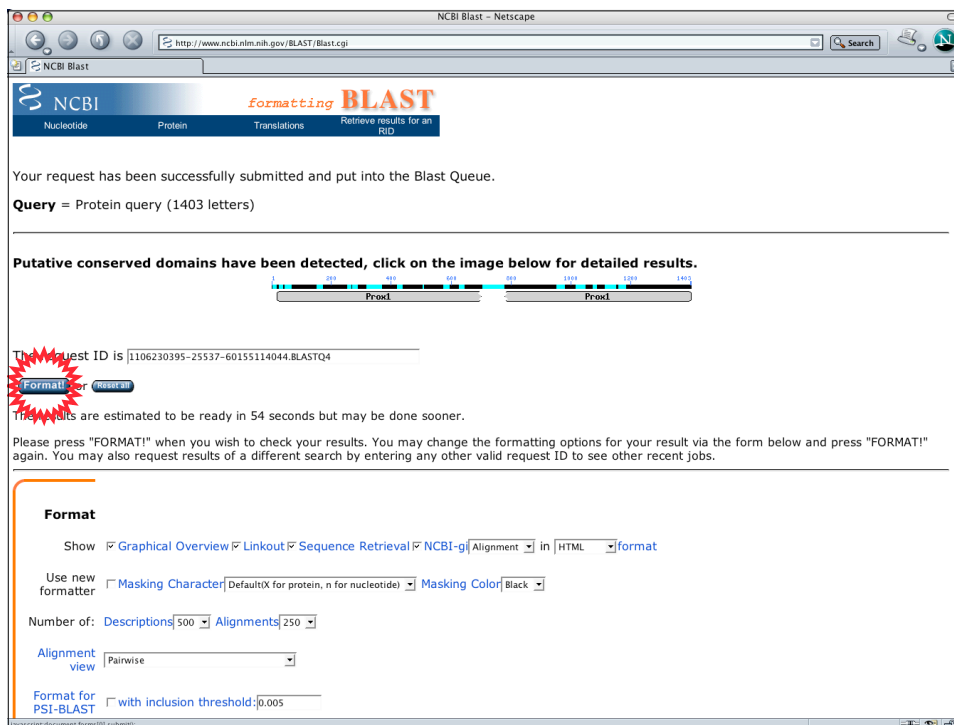 NCBI Blast - Netscape
http://www.ncbi.nlm.nih.gov/BLAST/Blast.cgi
Search
N
NCBI Blast
NCBI
formatting BLAST
Nucleotide Protein Translations Retrieve results for an RID
Your request has been successfully submitted and put into the Blast Queue.
Query = Protein query (1403 letters)
Putative conserved domains have been detected, click on the image below for detailed results.
1 200 400 600 800 1000 1200 1403
Prox1 Prox1
The request ID is 1106230395-25537-60155114044.BLASTQ4
Format! or Reset all
The results are estimated to be ready in 54 seconds but may be done sooner.
Please press "FORMAT!" when you wish to check your results. You may change the formatting options for your result via the form below and press "FORMAT!"
again. You may also request results of a different search by entering any other valid request ID to see other recent jobs.
Format
Show Graphical Overview Linkout Sequence Retrieval NCBI-gi Alignment in HTML format
Use new formatter Masking Character Default(X for protein, n for nucleotide) Masking Color Black
Number of: Descriptions 500 Alignments 250
Alignment view Pairwise
Format for PSI-BLAST with inclusion threshold: 0.005